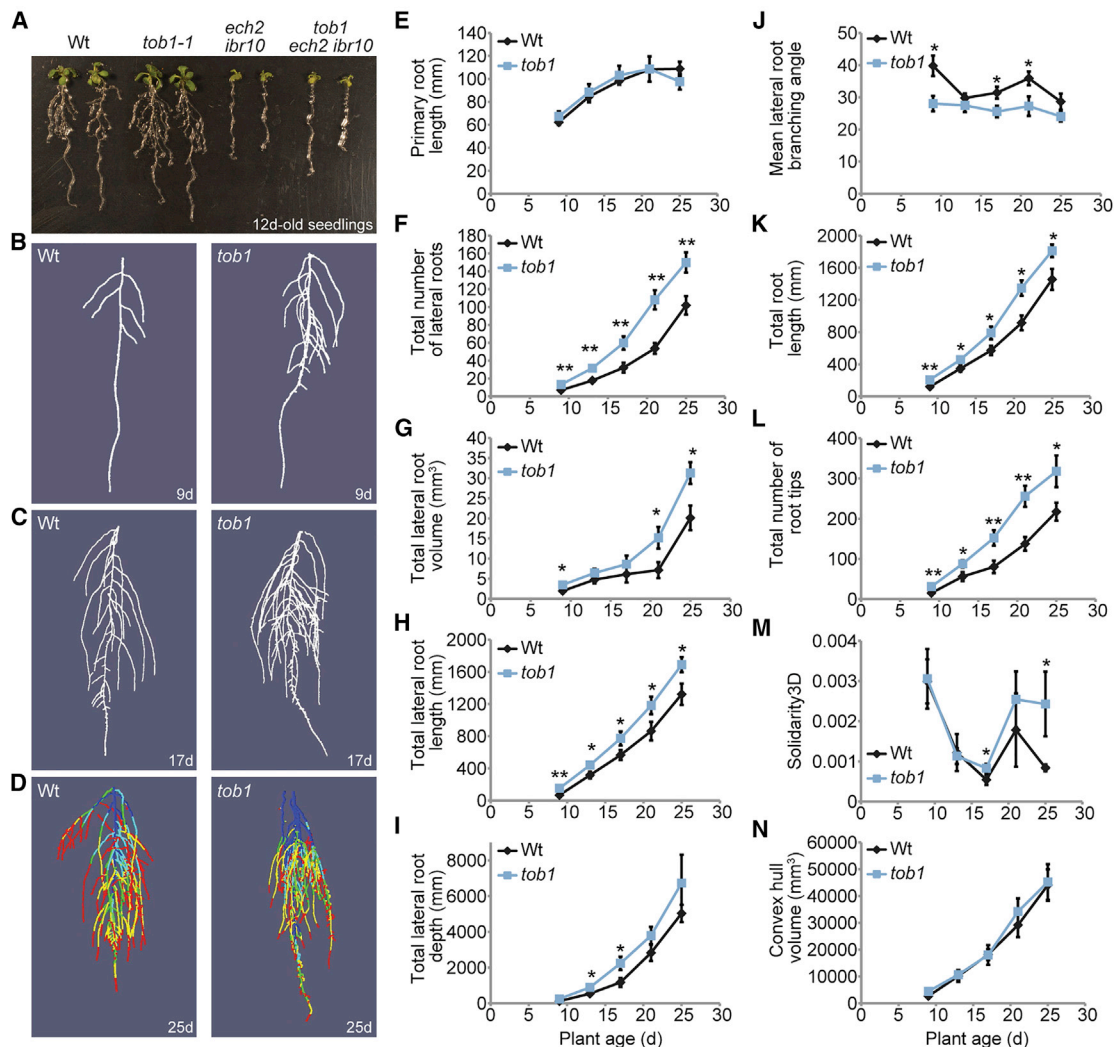 A
Wt
tob1-1
ech2
ibr10
tob1
ech2 ibr10
12d-old seedlings
B
Wt
9d
tob1
9d
C
Wt
17d
tob1
17d
D
Wt
25d
tob1
25d
E
Primary root
length (mm)
140
120
100
80
60
40
20
0
Wt
tob1
0 5 10 15 20 25 30
F
Total number
of lateral roots
180
160
140
120
100
80
60
40
20
0
Wt
tob1
** ** ** ** **
0 5 10 15 20 25 30
G
Total lateral root
volume (mm³)
40
35
30
25
20
15
10
5
0
Wt
tob1
* * *
0 5 10 15 20 25 30
H
Total lateral root
length (mm)
2000
1600
1200
800
400
0
Wt
tob1
** * * * *
0 5 10 15 20 25 30
I
Total lateral root
depth (mm)
8000
6000
4000
2000
0
Wt
tob1
* *
0 5 10 15 20 25 30
Plant age (d)
J
Mean lateral root
branching angle
50
40
30
20
10
0
Wt
tob1
* * *
0 5 10 15 20 25 30
K
Total root
length (mm)
2000
1600
1200
800
400
0
Wt
tob1
** * * * *
0 5 10 15 20 25 30
L
Total number of
root tips
400
300
200
100
0
Wt
tob1
** * ** ** *
0 5 10 15 20 25 30
M
Solidarity3D
0.004
0.003
0.002
0.001
0
Wt
tob1
* *
0 5 10 15 20 25 30
N
Convex hull
volume (mm³)
60000
50000
40000
30000
20000
10000
0
Wt
tob1
0 5 10 15 20 25 30
Plant age (d)